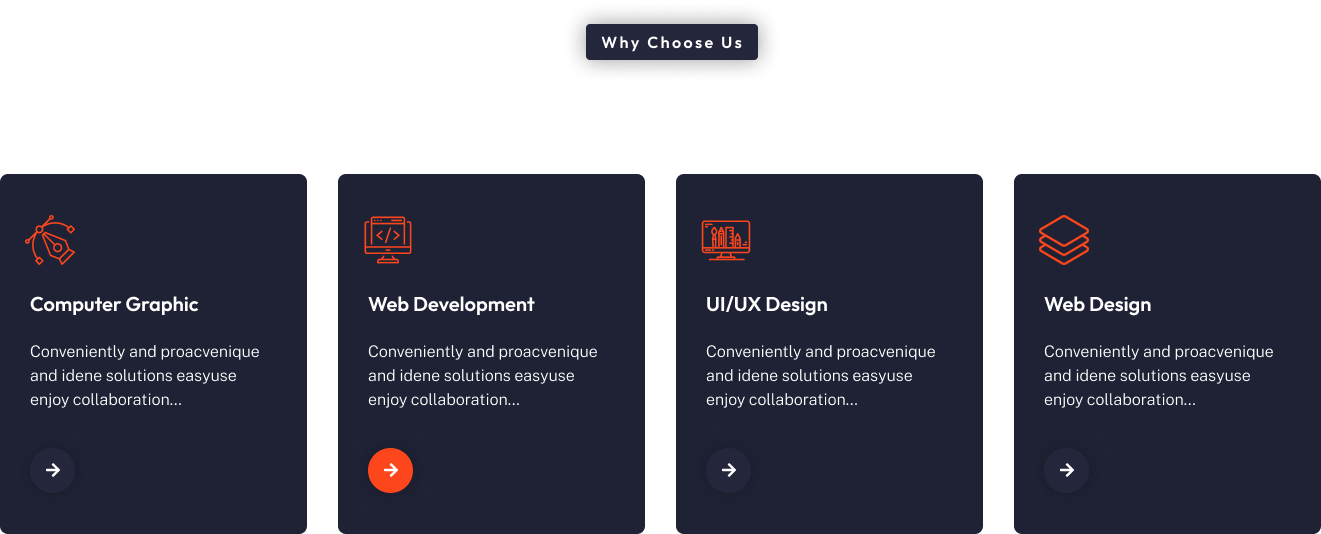 Why Choose Us
Computer Graphic
Conveniently and proacvenique
and idene solutions easyuse
enjoy collaboration...
Web Development
Conveniently and proacvenique
and idene solutions easyuse
enjoy collaboration...
UI/UX Design
Conveniently and proacvenique
and idene solutions easyuse
enjoy collaboration...
Web Design
Conveniently and proacvenique
and idene solutions easyuse
enjoy collaboration...